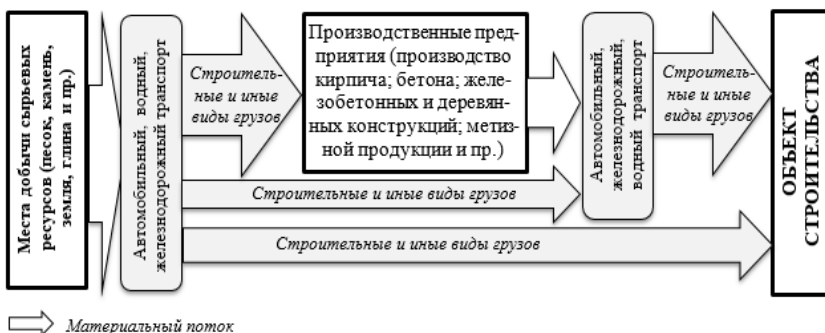 Места добычи сырьевых
ресурсов (песок, камень,
земля, глина и пр.)
Автомобильный, водный,
железнодорожный транспорт
Строитель-
ные и иные
виды грузов
Производственные пред-
приятия (производство
кирпича; бетона; желе-
зобетонных и деревян-
ных конструкций; метиз-
ной продукции и пр.)
Автомобильный,
железнодорожный,
водный транспорт
Строитель-
ные и иные
виды грузов
ОБЪЕКТ
СТРОИТЕЛЬСТВА
Строительные и иные виды грузов
Строительные и иные виды грузов
Материальный поток